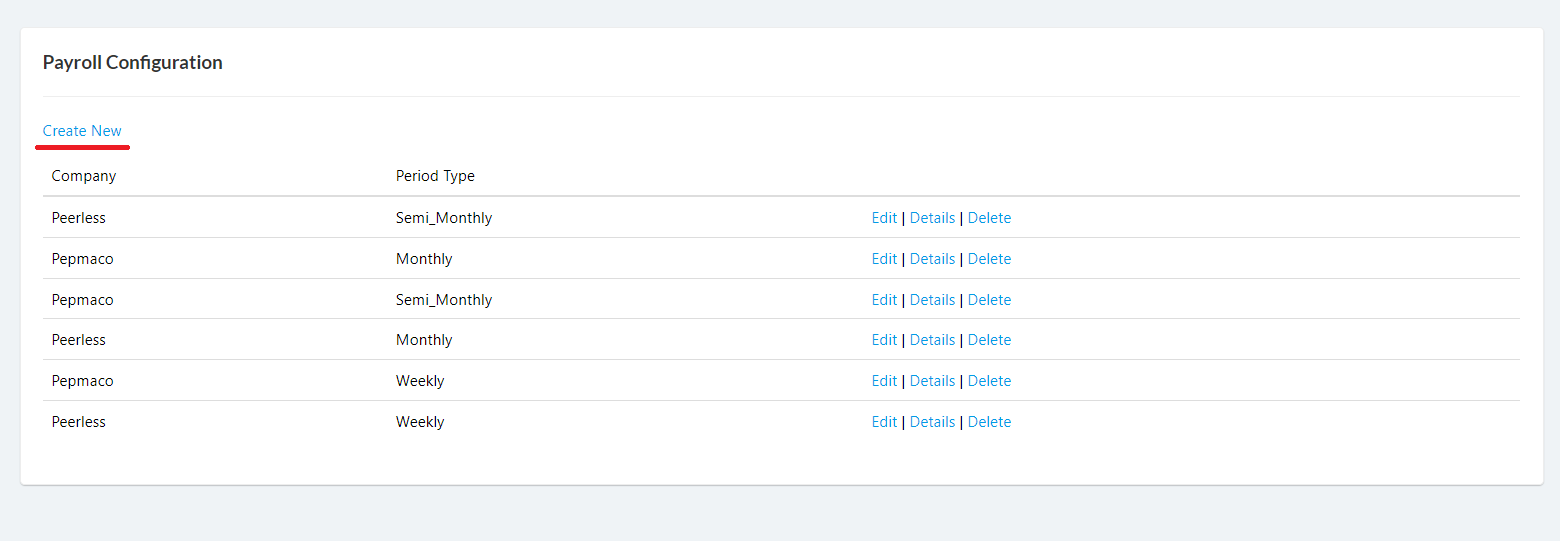 Payroll Configuration
Create New
Company Period Type
Peerless Semi_Monthly Edit | Details | Delete
Pepmaco Monthly Edit | Details | Delete
Pepmaco Semi_Monthly Edit | Details | Delete
Peerless Monthly Edit | Details | Delete
Pepmaco Weekly Edit | Details | Delete
Peerless Weekly Edit | Details | Delete